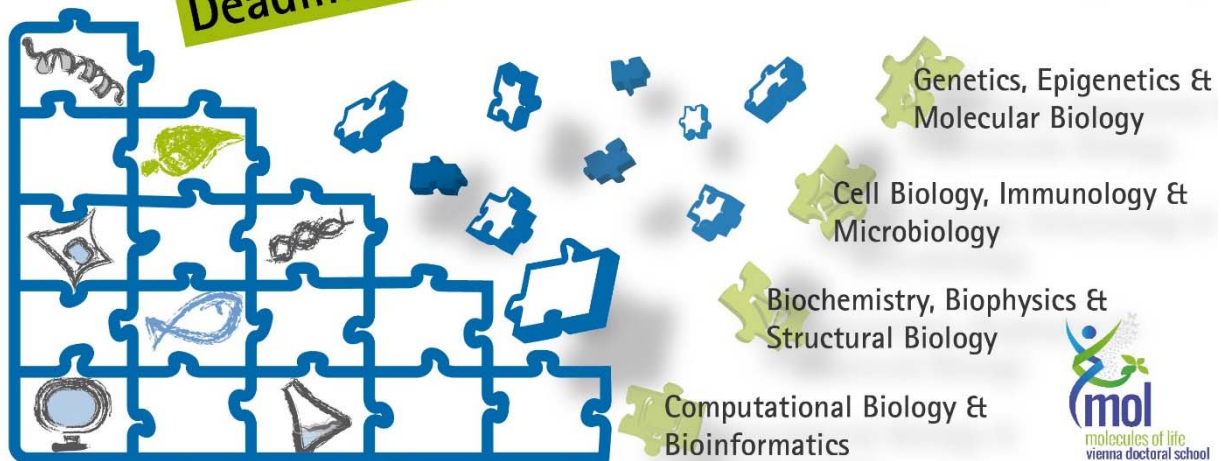 Genetics, Epigenetics &
Molecular Biology
Cell Biology, Immunology &
Microbiology
Biochemistry, Biophysics &
Structural Biology
Computational Biology &
Bioinformatics
mol
molecules of life
vienna doctoral school